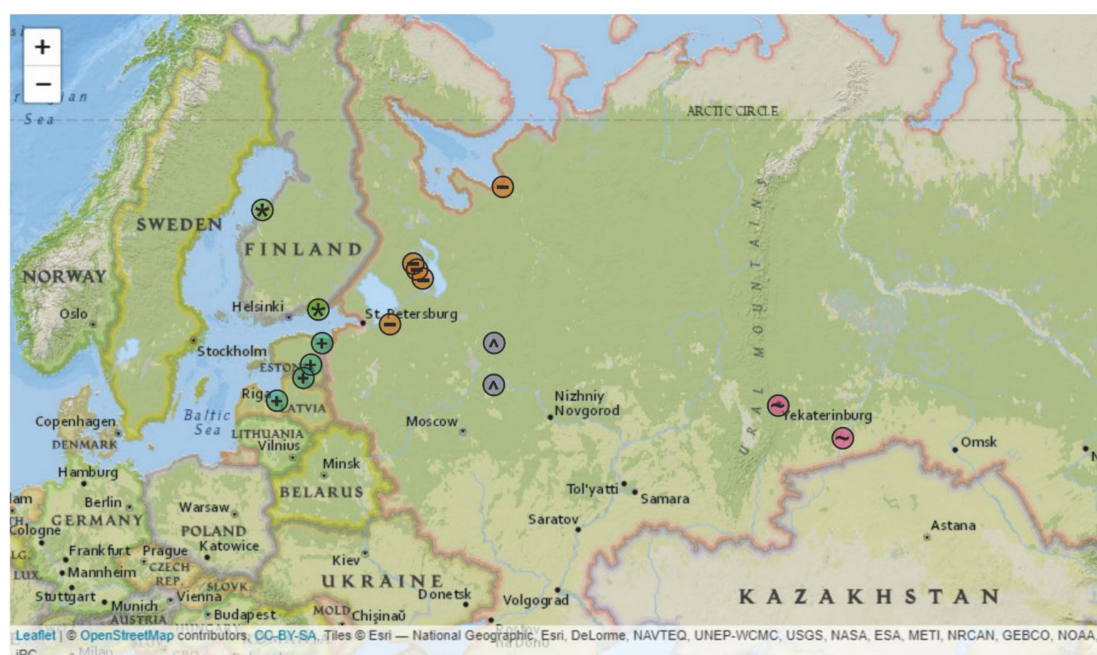 +
−
ARCTIC CIRCLE
Sea
SWEDEN
FINLAND
NORWAY
URAL MOUNTAINS
Helsinki
St. Petersburg
Oslo
Stockholm
Riga
LATVIA
Baltic
Sea
Nizhniy
Novgorod
Yekaterinburg
Copenhagen
DENMARK
Moscow
LITHUANIA
Vilnius
Omsk
Hamburg
Minsk
BELARUS
Tol'yatti
Samara
Berlin
Warsaw
GERMANY
POLAND
Saratov
Astana
Cologne
Frankfurt
Prague
Katowice
Kiev
CZECH
REP.
Mannheim
LUX.
SLOVK.
UKRAINE
Donetsk
KAZAKHSTAN
Stuttgart
Vienna
Volgograd
Munich
AUSTRIA
Budapest
MOLD
Chişinaŭ
Leaflet | © OpenStreetMap contributors, CC-BY-SA, Tiles © Esri — National Geographic, Esri, DeLorme, NAVTEQ, UNEP-WCMC, USGS, NASA, ESA, METI, NRCAN, GEBCO, NOAA,